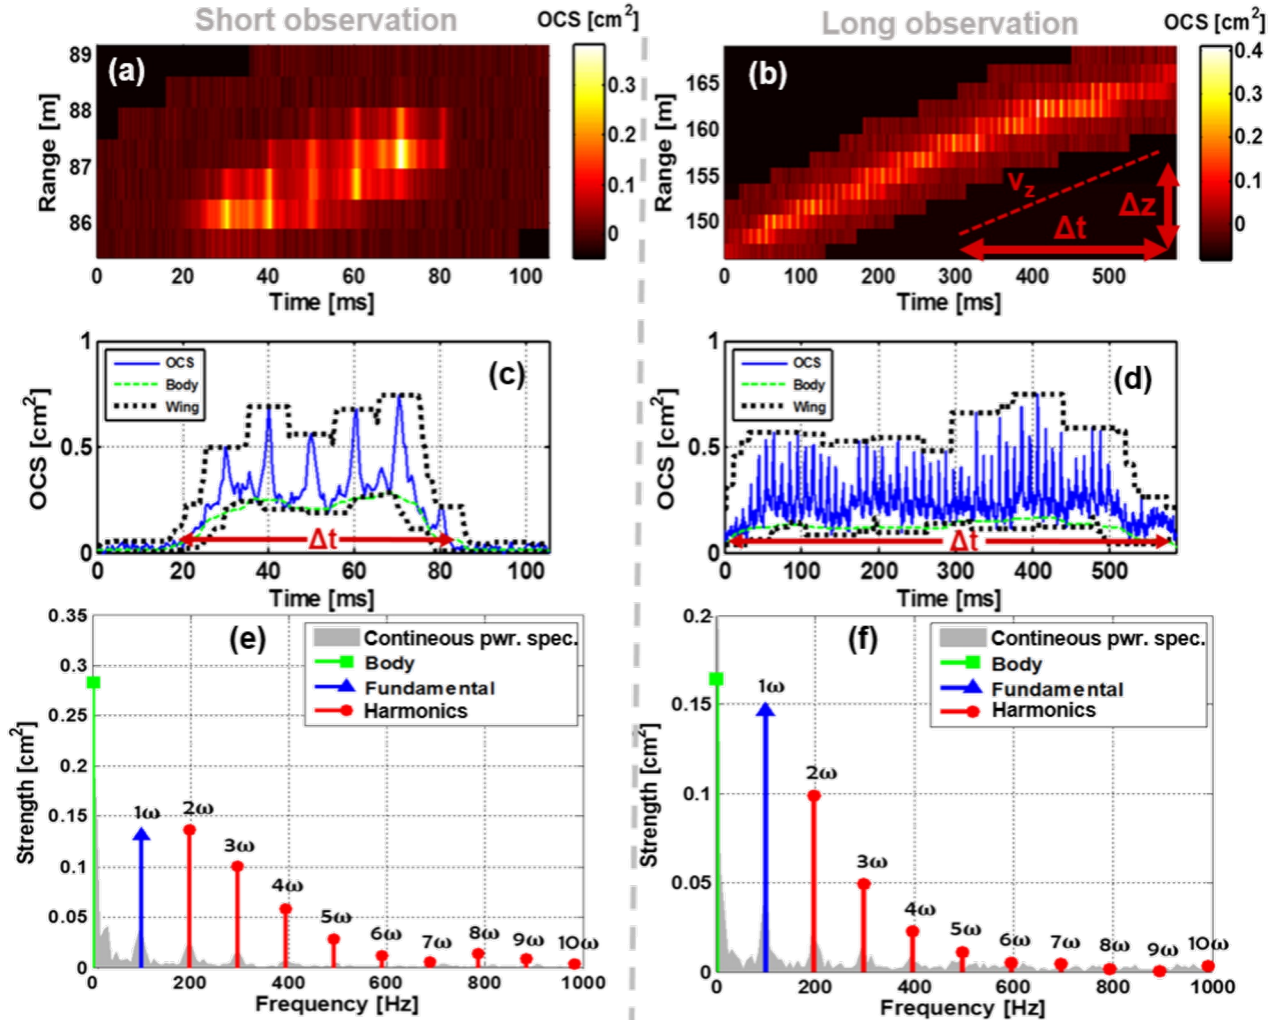 Short observation
OCS [cm2]
(a)
89
88
87
86
Range [m]
0 20 40 60 80 100
Time [ms]
0.3
0.2
0.1
0
Long observation
OCS [cm2]
(b)
165
160
155
150
Range [m]
Vz
Δz
Δt
0 100 200 300 400 500
Time [ms]
0.4
0.3
0.2
0.1
0
(c)
OCS
Body
Wing
1
0.5
0
OCS [cm2]
Δt
0 20 40 60 80 100
Time [ms]
(d)
OCS
Body
Wing
1
0.5
0
OCS [cm2]
Δt
0 100 200 300 400 500
Time [ms]
(e)
Contineous pwr. spec.
Body
Fundamental
Harmonics
0.35
0.3
0.25
0.2
0.15
0.1
0.05
0
Strength [cm2]
1ω 2ω 3ω 4ω 5ω 6ω 7ω 8ω 9ω 10ω
0 200 400 600 800 1000
Frequency [Hz]
(f)
Contineous pwr. spec.
Body
Fundamental
Harmonics
0.2
0.15
0.1
0.05
0
Strength [cm2]
1ω 2ω 3ω 4ω 5ω 6ω 7ω 8ω 9ω 10ω
0 200 400 600 800 1000
Frequency [Hz]